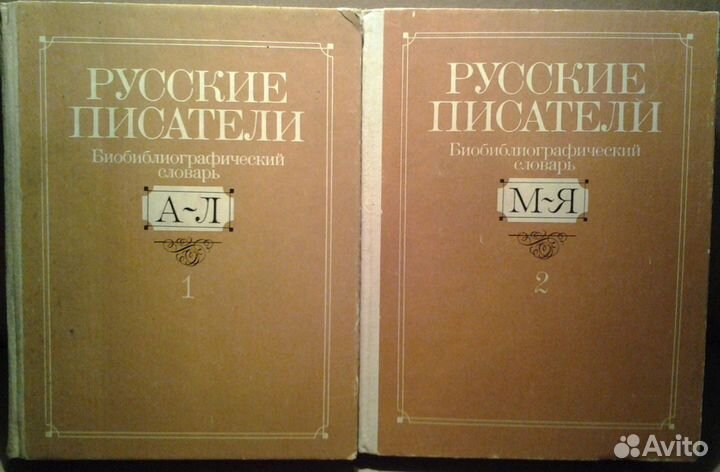 РУССКИЕ
ПИСАТЕЛИ
Биобиблиографический
словарь
А~Л
1
РУССКИЕ
ПИСАТЕЛИ
Биобиблиографический
словарь
М~Я
2
Avito